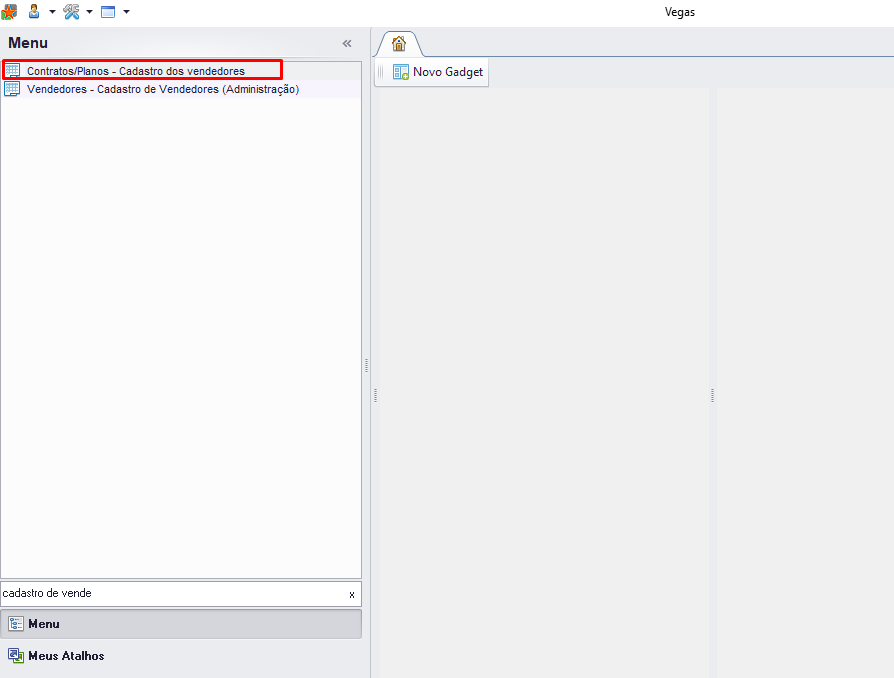 Vegas
Menu
«
Contratos/Planos - Cadastro dos vendedores
Vendedores - Cadastro de Vendedores (Administração)
Novo Gadget
cadastro de vende
x
Menu
Meus Atalhos